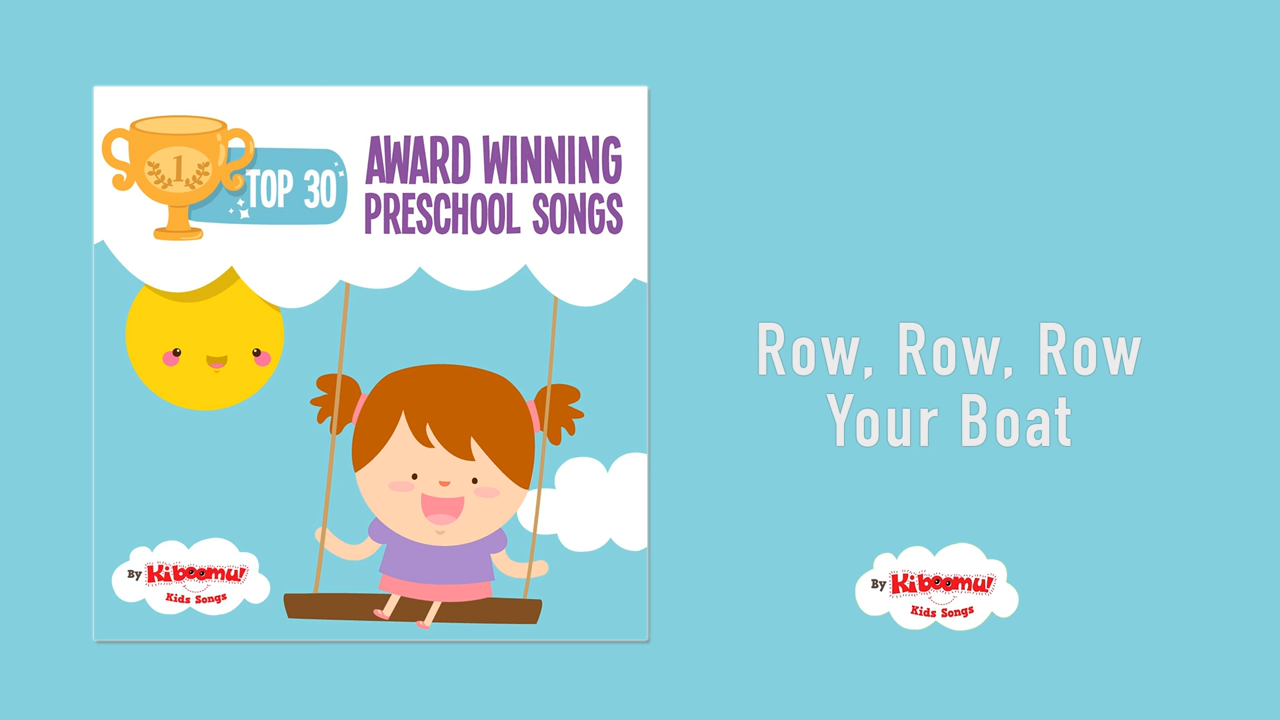 1
TOP 30
AWARD WINNING
PRESCHOOL SONGS
By Kiboomu!
Kids Songs
Row, Row, Row
Your Boat
By Kiboomu!
Kids Songs